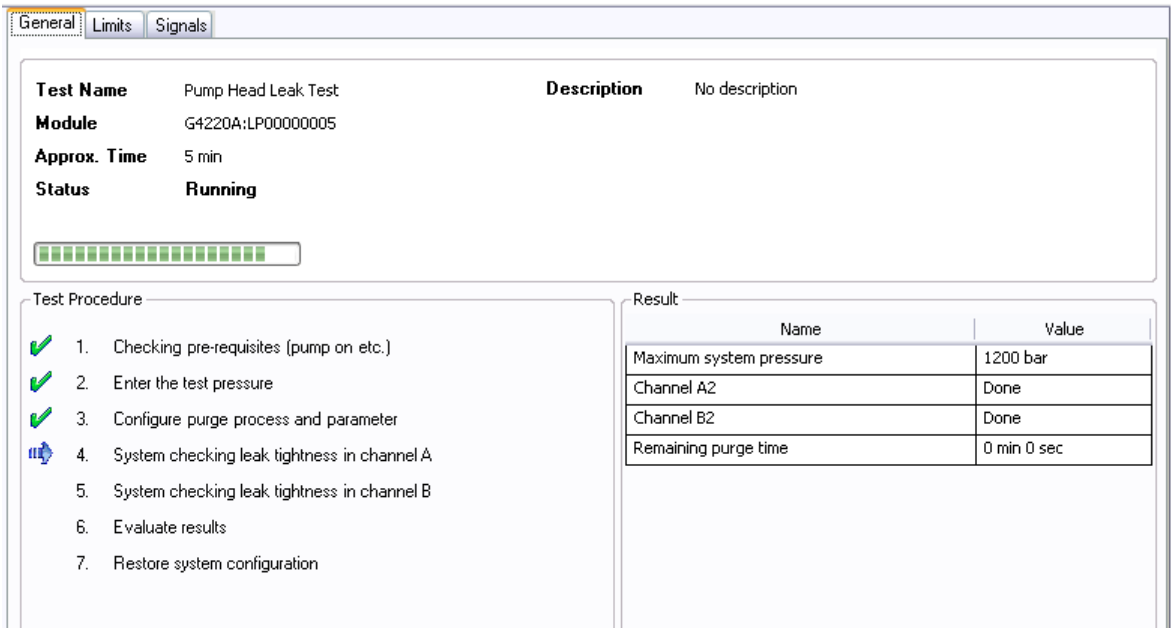 General Limits Signals
Test Name Pump Head Leak Test Description No description
Module G4220A:LP00000005
Approx. Time 5 min
Status Running
Test Procedure
1. Checking pre-requisites (pump on etc.)
2. Enter the test pressure
3. Configure purge process and parameter
4. System checking leak tightness in channel A
5. System checking leak tightness in channel B
6. Evaluate results
7. Restore system configuration
Result
Name Value
Maximum system pressure 1200 bar
Channel A2 Done
Channel B2 Done
Remaining purge time 0 min 0 sec